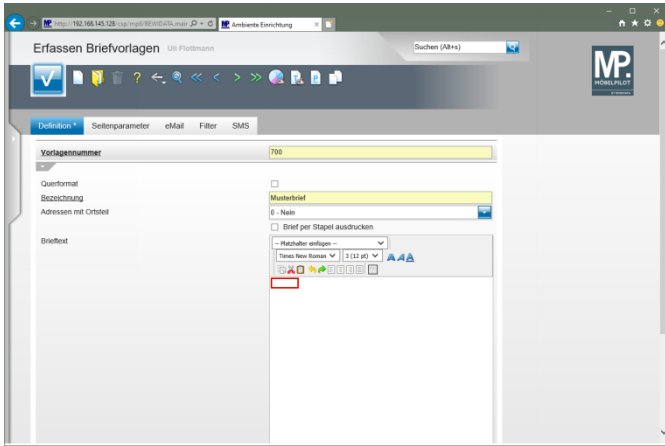 http://192.168.145.128/csp/mp6/BEWIDATA.msir
Ambiente Einrichtung
Erfassen Briefvorlagen Uli Flottmann
Suchen (Alt+s)
MP.
MÖBELPILOT
Definition * Seitenparameter eMail Filter SMS
Vorlagennummer 700
Querformat
Bezeichnung Musterbrief
Adressen mit Ortsteil 0 - Nein
Brief per Stapel ausdrucken
Brieftext -- Platzhalter einfügen --
Times New Roman 3 (12 pt) A A A